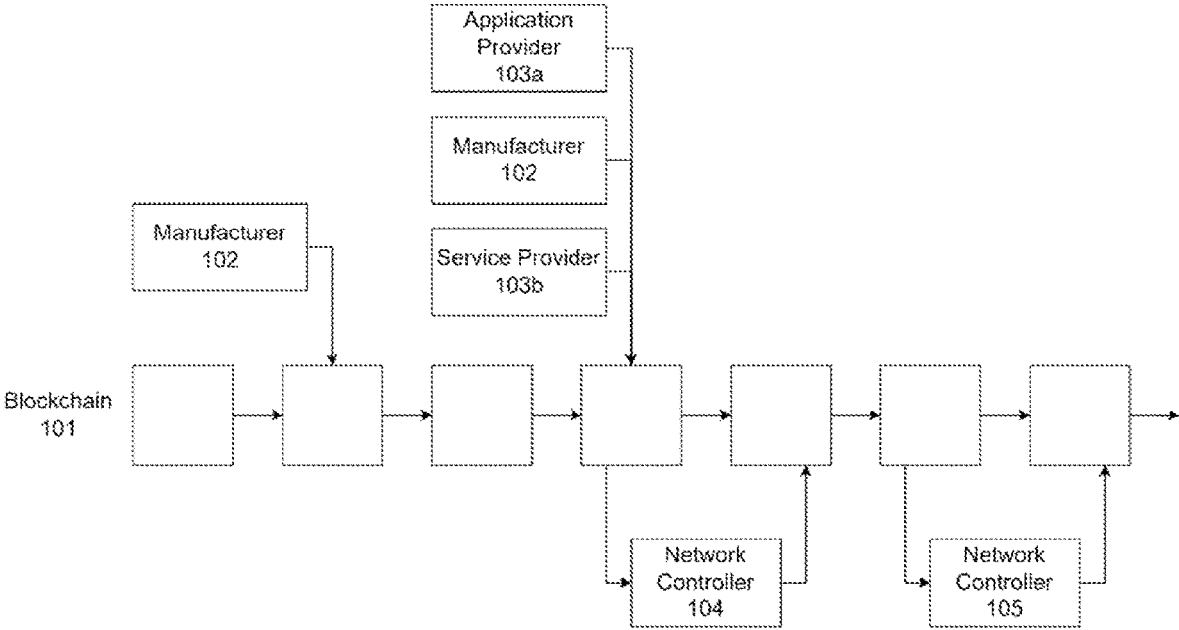 Application
Provider
103a
Manufacturer
102
Manufacturer
102
Service Provider
103b
Blockchain
101
Network
Controller
104
Network
Controller
105